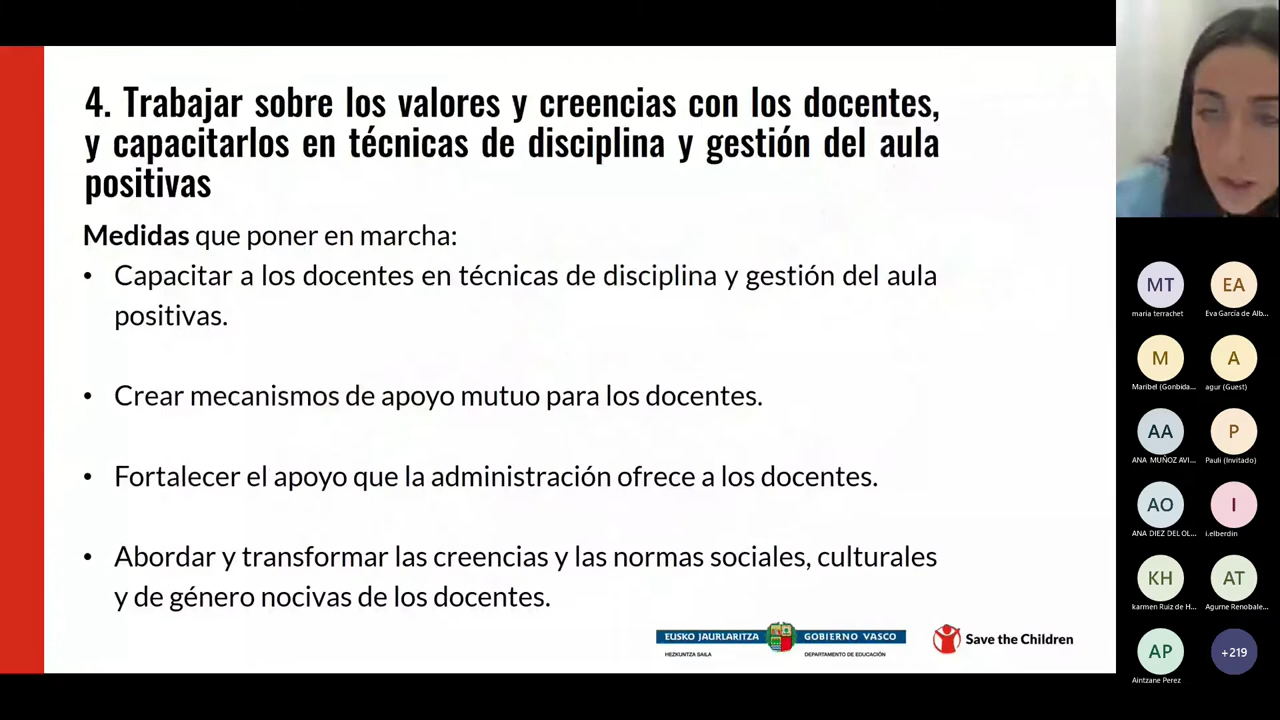 4. Trabajar sobre los valores y creencias con los docentes,
y capacitarlos en técnicas de disciplina y gestión del aula
positivas
Medidas que poner en marcha:
• Capacitar a los docentes en técnicas de disciplina y gestión del aula
positivas.
• Crear mecanismos de apoyo mutuo para los docentes.
• Fortalecer el apoyo que la administración ofrece a los docentes.
• Abordar y transformar las creencias y las normas sociales, culturales
y de género nocivas de los docentes.
EUSKO JAURLARITZA GOBIERNO VASCO
HEZKUNTZA SAILA DEPARTAMENTO DE EDUCACIÓN
Save the Children
MT EA
maria terrachet Eva García de Alb...
M A
Maribel (Gonbida... agur (Guest)
AA P
ANA MUÑOZ AVI... Pauli (Invitado)
AO I
ANA DIEZ DEL OL... i.elberdin
KH AT
karmen Ruiz de H... Agurne Renobale...
AP +219
Aintzane Perez